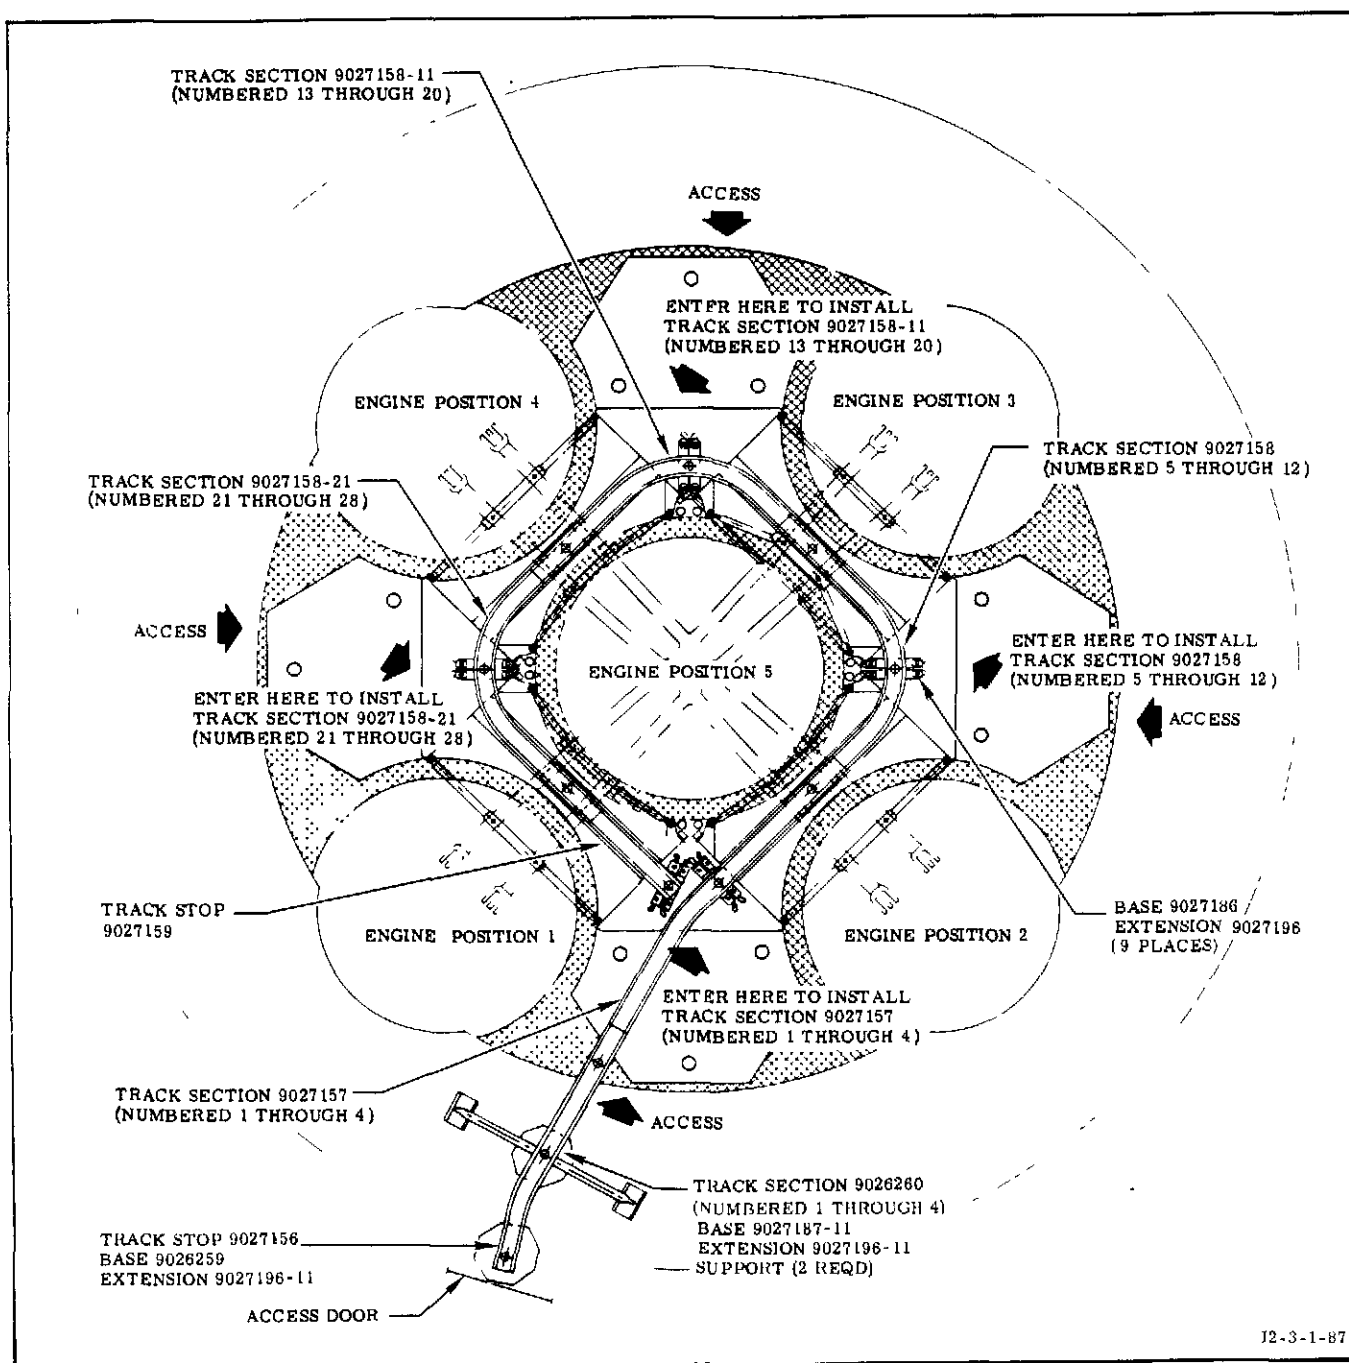 TRACK SECTION 9027158-11
(NUMBERED 13 THROUGH 20)
ACCESS
ENTER HERE TO INSTALL
TRACK SECTION 9027158-11
(NUMBERED 13 THROUGH 20)
ENGINE POSITION 4
ENGINE POSITION 3
TRACK SECTION 9027158
(NUMBERED 5 THROUGH 12)
TRACK SECTION 9027158-21
(NUMBERED 21 THROUGH 28)
ACCESS
ENGINE POSITION 5
ENTER HERE TO INSTALL
TRACK SECTION 9027158
(NUMBERED 5 THROUGH 12)
ENTER HERE TO INSTALL
TRACK SECTION 9027158-21
(NUMBERED 21 THROUGH 28)
ACCESS
TRACK STOP
9027159
ENGINE POSITION 1
ENGINE POSITION 2
BASE 9027186
EXTENSION 9027196
(9 PLACES)
ENTER HERE TO INSTALL
TRACK SECTION 9027157
(NUMBERED 1 THROUGH 4)
TRACK SECTION 9027157
(NUMBERED 1 THROUGH 4)
ACCESS
TRACK SECTION 9026260
(NUMBERED 1 THROUGH 4)
BASE 9027187-11
EXTENSION 9027196-11
SUPPORT (2 REQD)
TRACK STOP 9027156
BASE 9026259
EXTENSION 9027196-11
ACCESS DOOR
J2-3-1-87